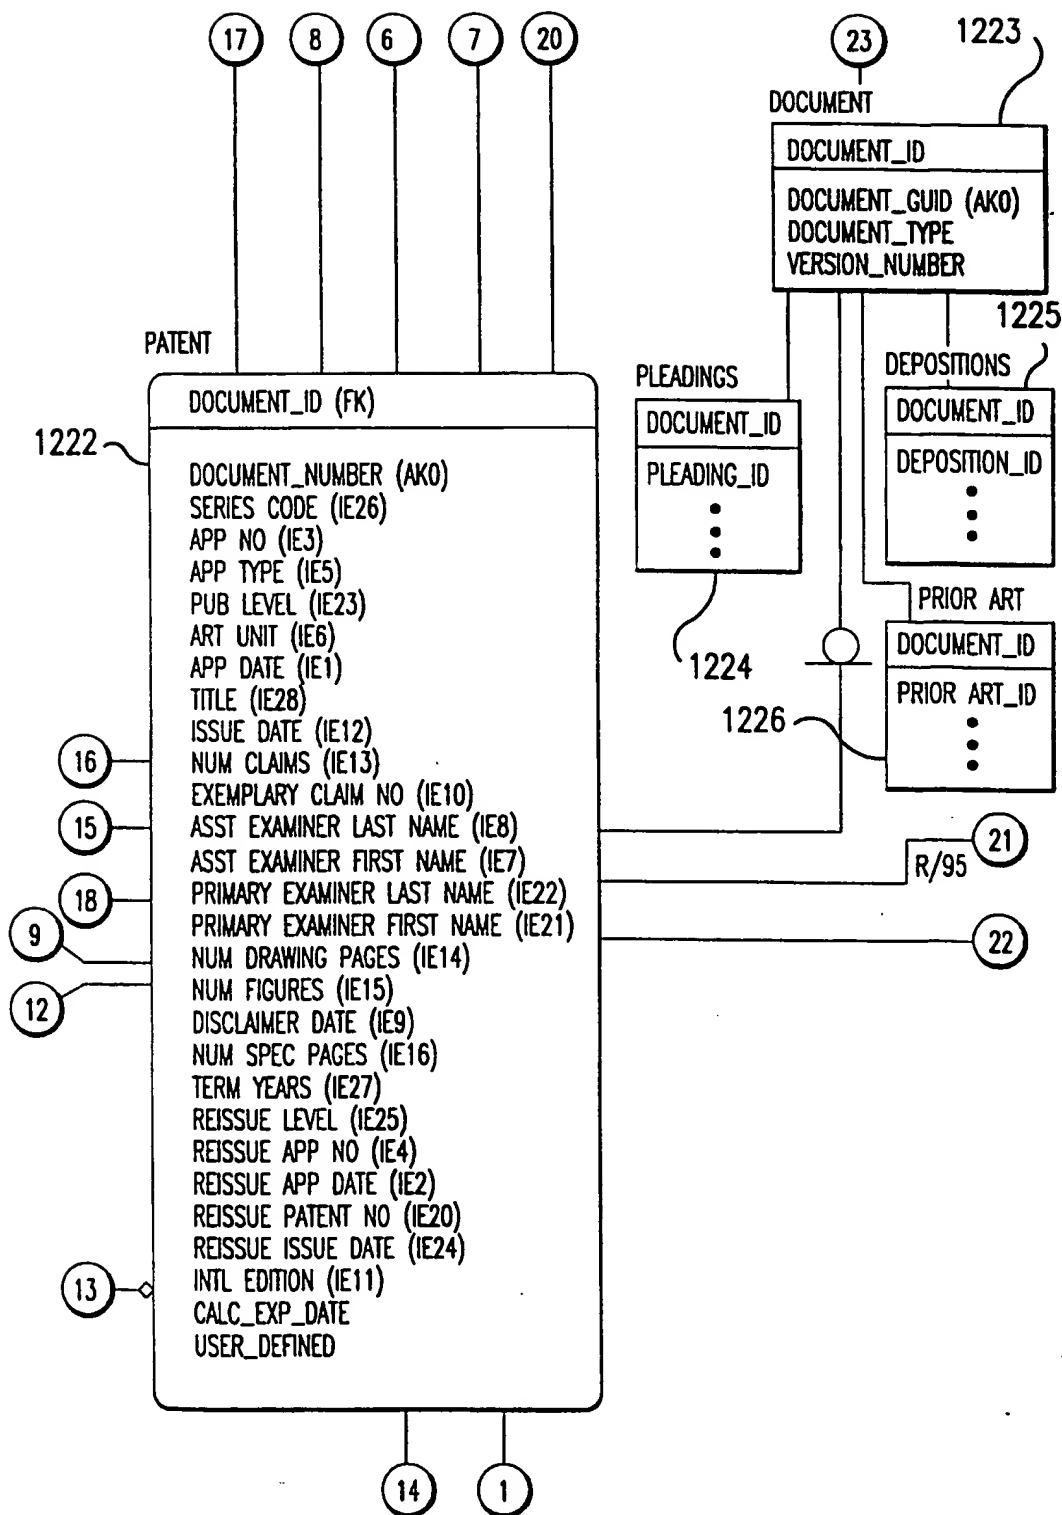 17 8 6 7 20 23 1223
DOCUMENT
DOCUMENT_ID
DOCUMENT_GUID (AK0)
DOCUMENT_TYPE
VERSION_NUMBER
PATENT
DOCUMENT_ID (FK)
1222
DOCUMENT_NUMBER (AK0)
SERIES CODE (IE26)
APP NO (IE3)
APP TYPE (IE5)
PUB LEVEL (IE23)
ART UNIT (IE6)
APP DATE (IE1)
TITLE (IE28)
ISSUE DATE (IE12)
NUM CLAIMS (IE13)
EXEMPLARY CLAIM NO (IE10)
ASST EXAMINER LAST NAME (IE8)
ASST EXAMINER FIRST NAME (IE7)
PRIMARY EXAMINER LAST NAME (IE22)
PRIMARY EXAMINER FIRST NAME (IE21)
NUM DRAWING PAGES (IE14)
NUM FIGURES (IE15)
DISCLAIMER DATE (IE9)
NUM SPEC PAGES (IE16)
TERM YEARS (IE27)
REISSUE LEVEL (IE25)
REISSUE APP NO (IE4)
REISSUE APP DATE (IE2)
REISSUE PATENT NO (IE20)
REISSUE ISSUE DATE (IE24)
INTL EDITION (IE11)
CALC_EXP_DATE
USER_DEFINED
16
15
18
9
12
13
14 1
PLEADINGS
DOCUMENT_ID
PLEADING_ID
1224
1225
DEPOSITIONS
DOCUMENT_ID
DEPOSITION_ID
PRIOR ART
DOCUMENT_ID
PRIOR ART_ID
1226
21
R/95
22